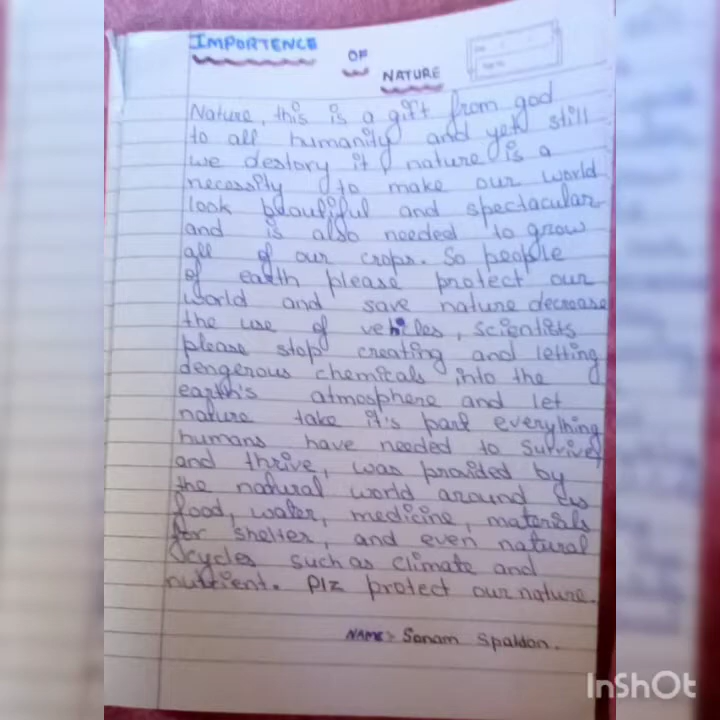 IMPORTENCE OF NATURE
Nature, this is a gift from god
to all humanity and yet still
we destory it, nature is a
necessity to make our world
look beautiful and spectacular
and is also needed to grow
all of our crops. So people
of earth please protect our
world and save nature decrease
the use of vehiles, scientists
please stop creating and letting
dengerous chemicals into the
earth's atmosphere and let
nature take it's part everything
humans have needed to survive,
and thrive, was provided by
the natural world around us
food, water, medicine, materials
for shelter, and even natural
cycles such as climate and
nutrient. Plz protect our nature.
NAME:- Sonam Spaldon.
InShOt